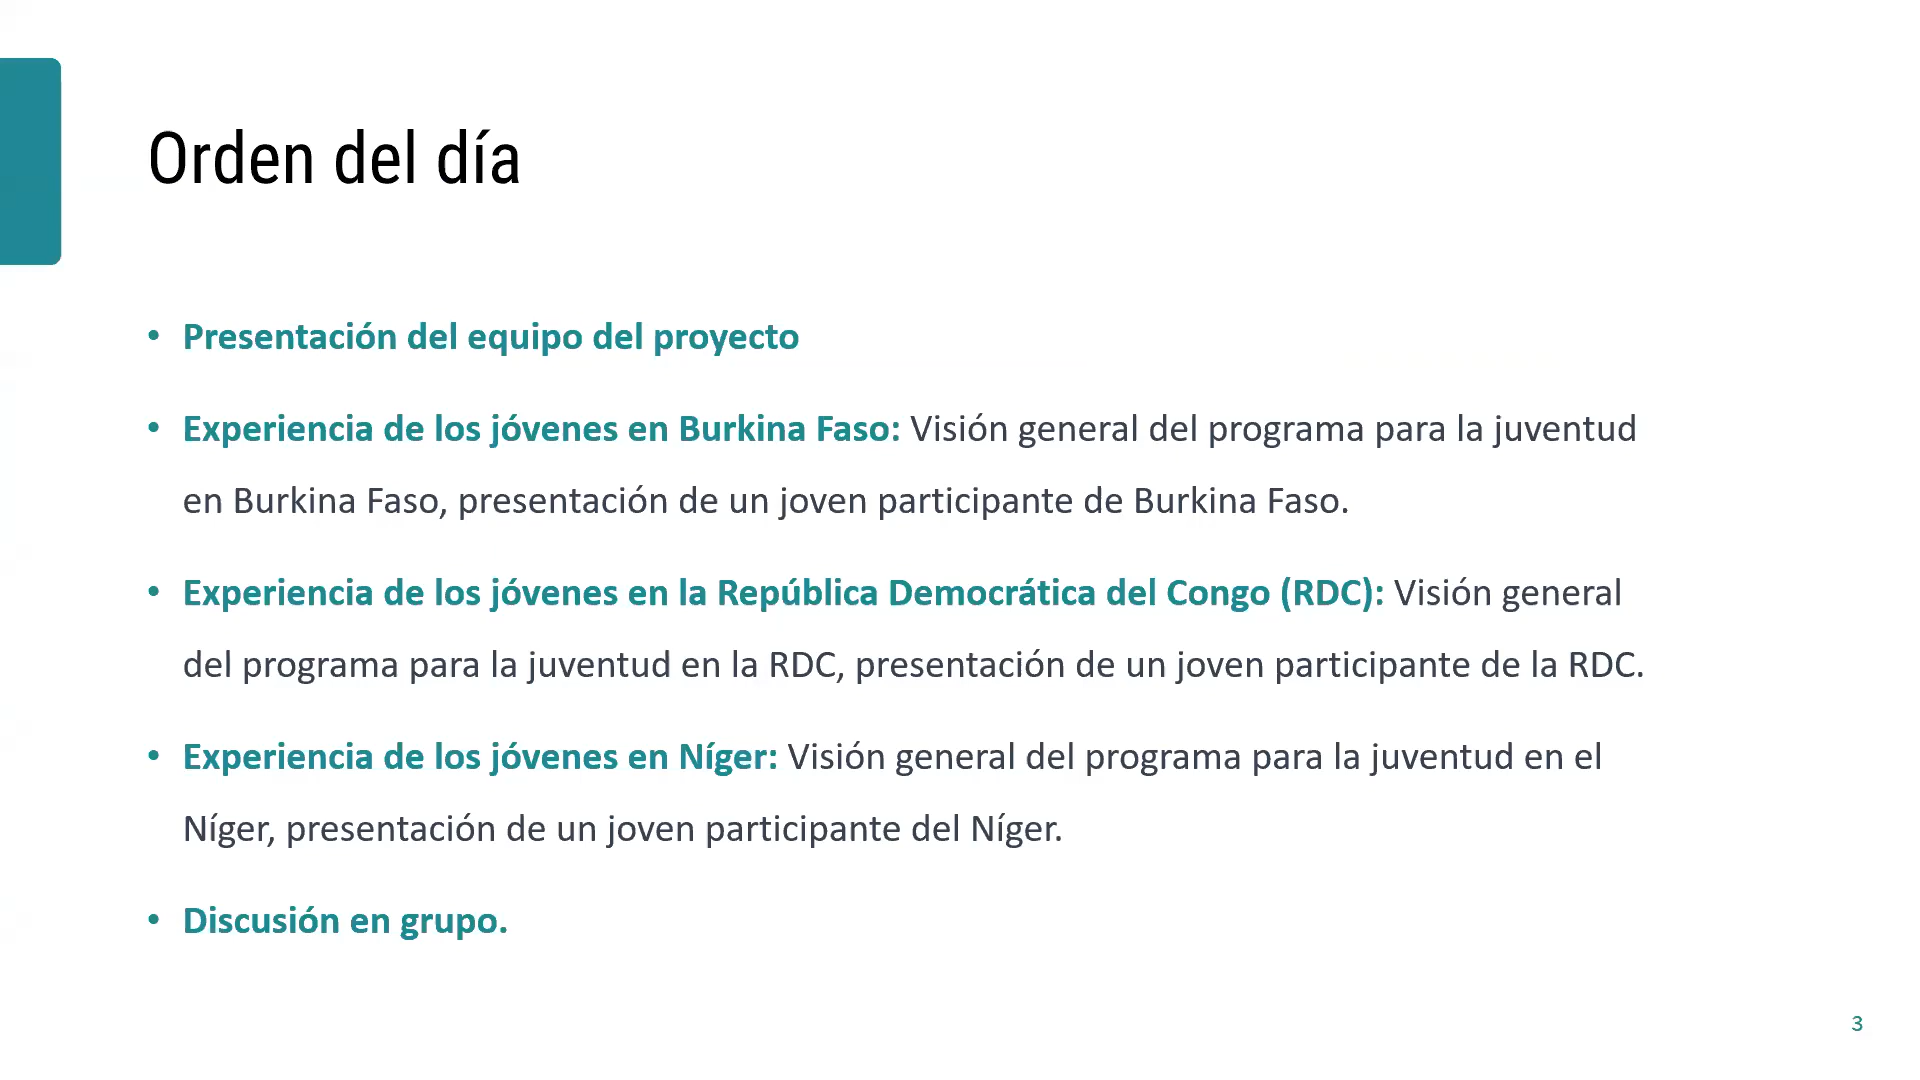 Orden del día
• Presentación del equipo del proyecto
• Experiencia de los jóvenes en Burkina Faso: Visión general del programa para la juventud
en Burkina Faso, presentación de un joven participante de Burkina Faso.
• Experiencia de los jóvenes en la República Democrática del Congo (RDC): Visión general
del programa para la juventud en la RDC, presentación de un joven participante de la RDC.
• Experiencia de los jóvenes en Níger: Visión general del programa para la juventud en el
Níger, presentación de un joven participante del Níger.
• Discusión en grupo.
3